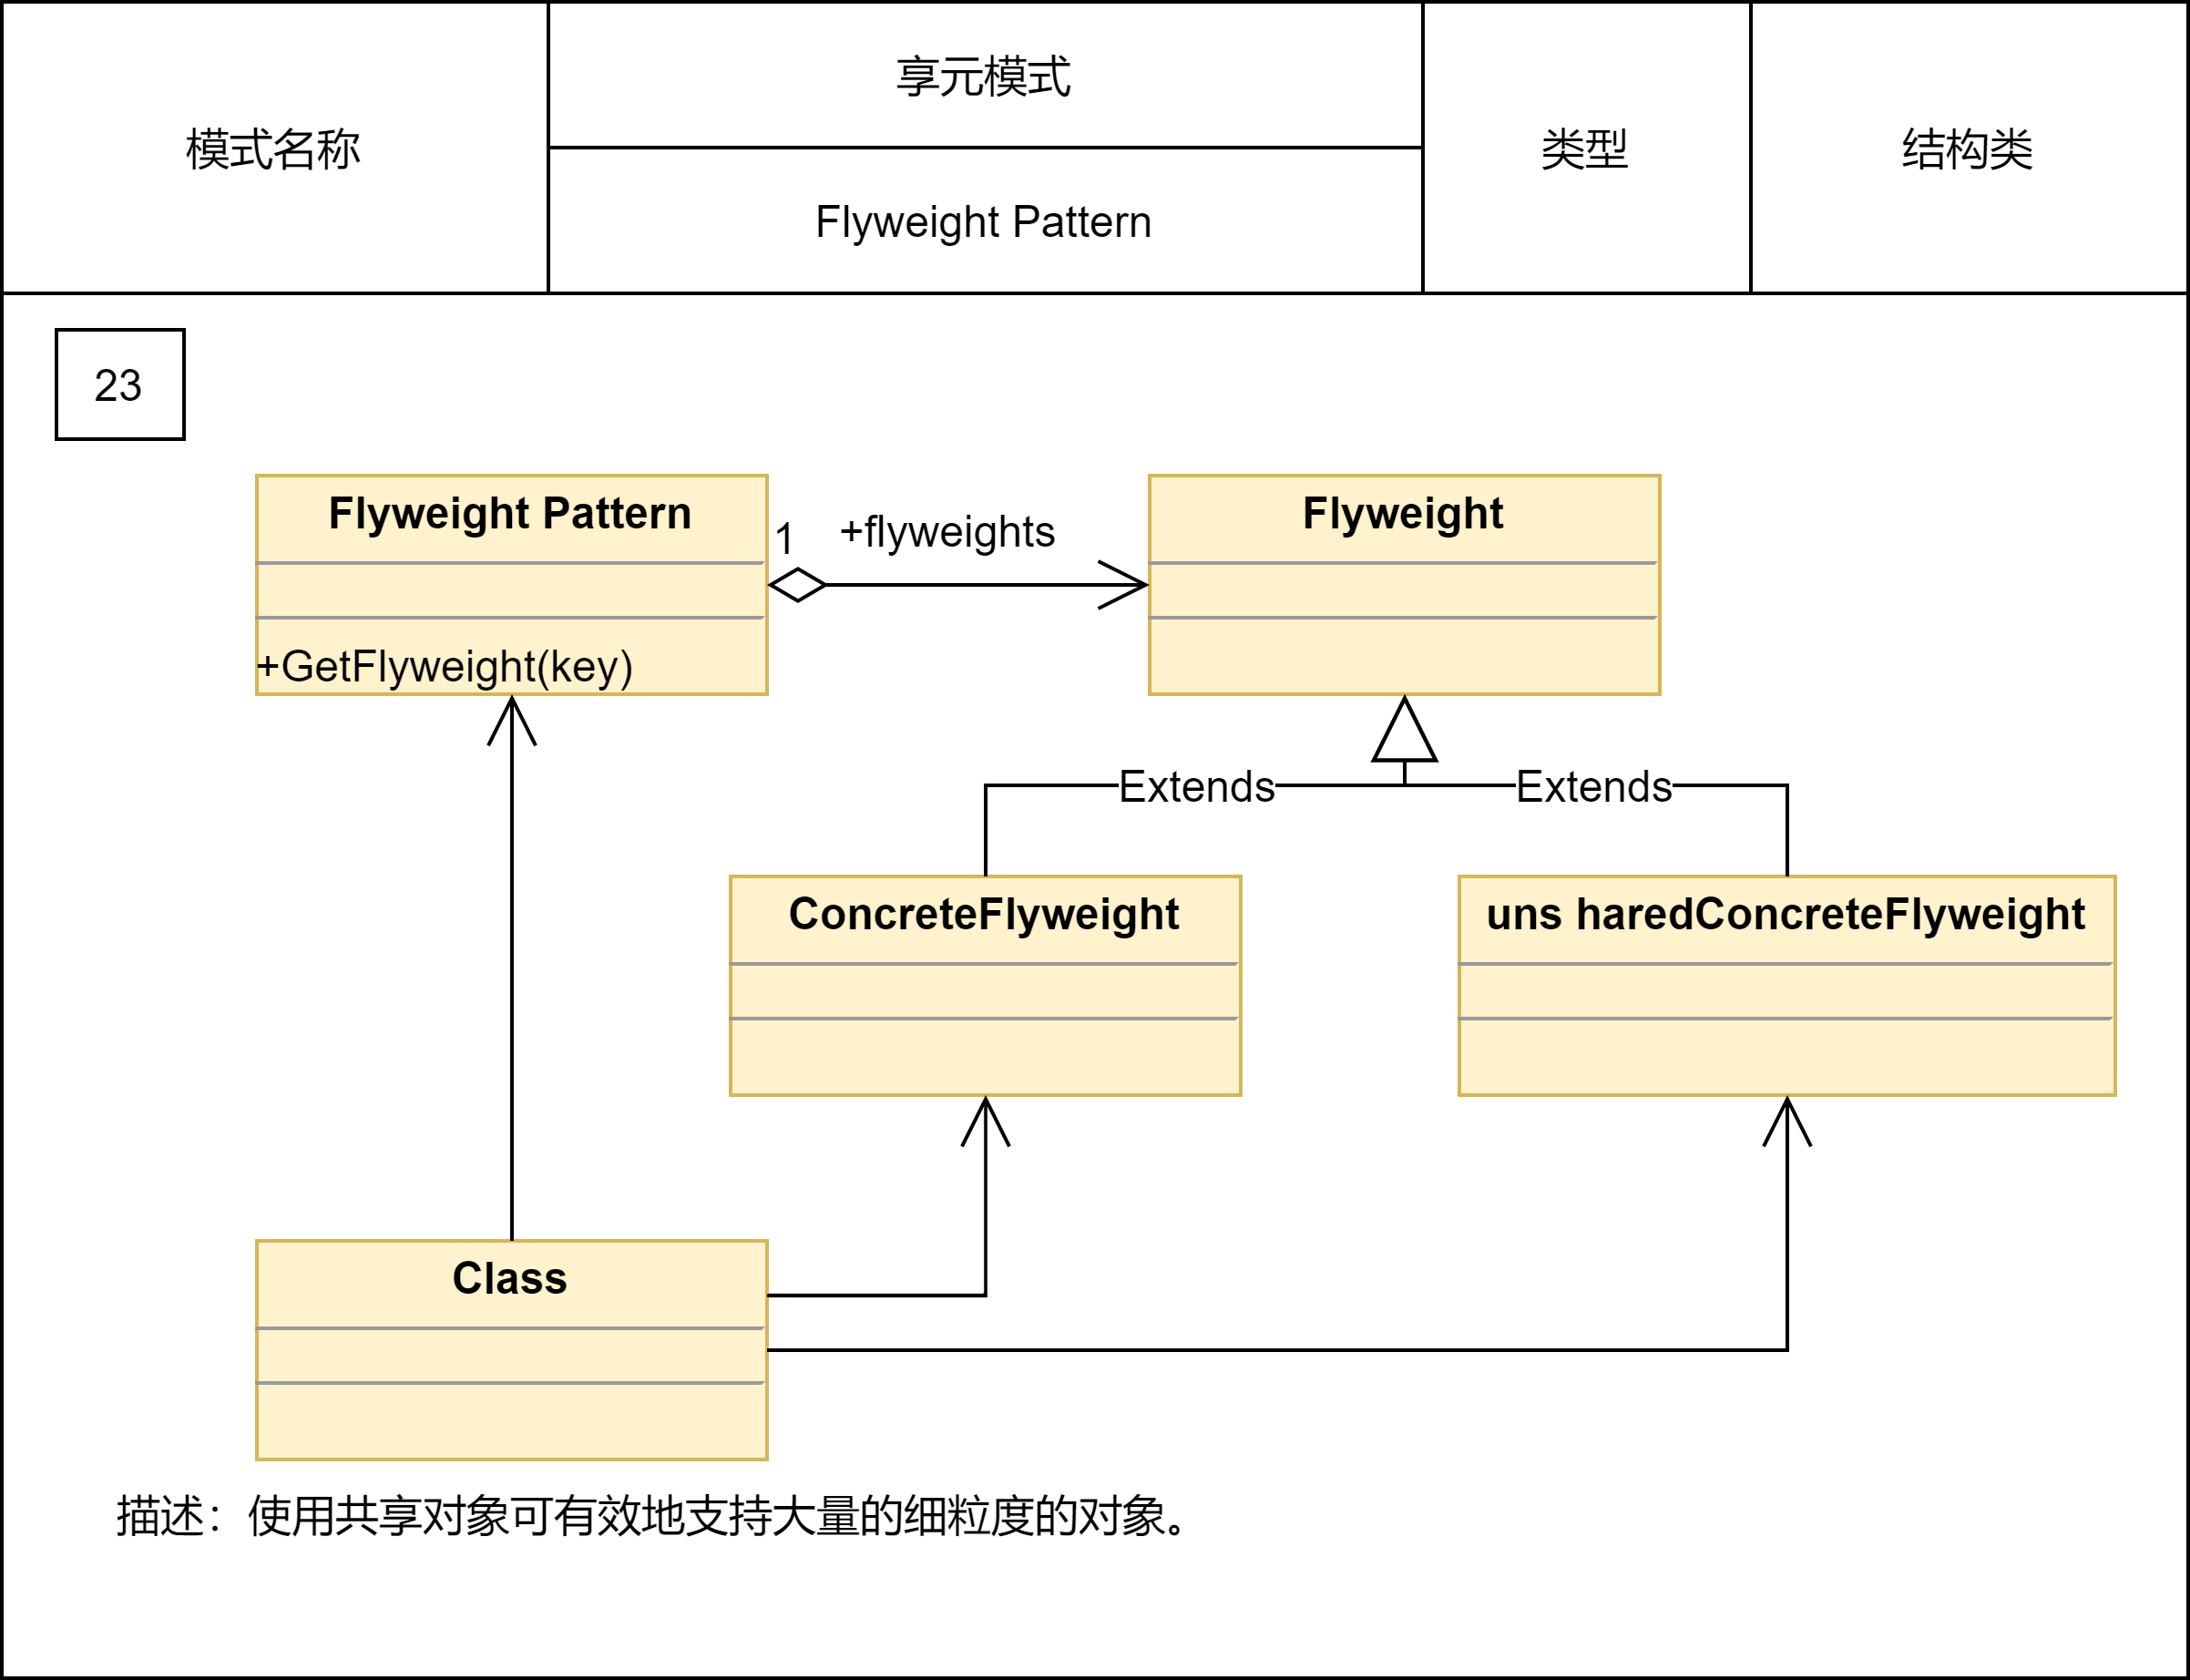 模式名称
享元模式
Flyweight Pattern
类型
结构类
23
Flyweight Pattern
+GetFlyweight(key)
1
+flyweights
Flyweight
Extends
Extends
ConcreteFlyweight
uns haredConcreteFlyweight
Class
描述：使用共享对象可有效地支持大量的细粒度的对象。